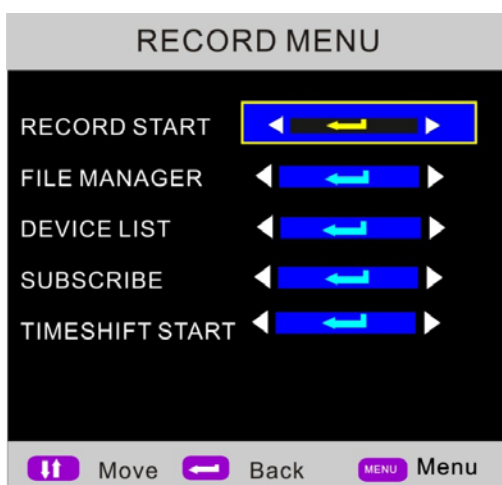 RECORD MENU
RECORD START
FILE MANAGER
DEVICE LIST
SUBSCRIBE
TIMESHIFT START
Move Back MENU Menu